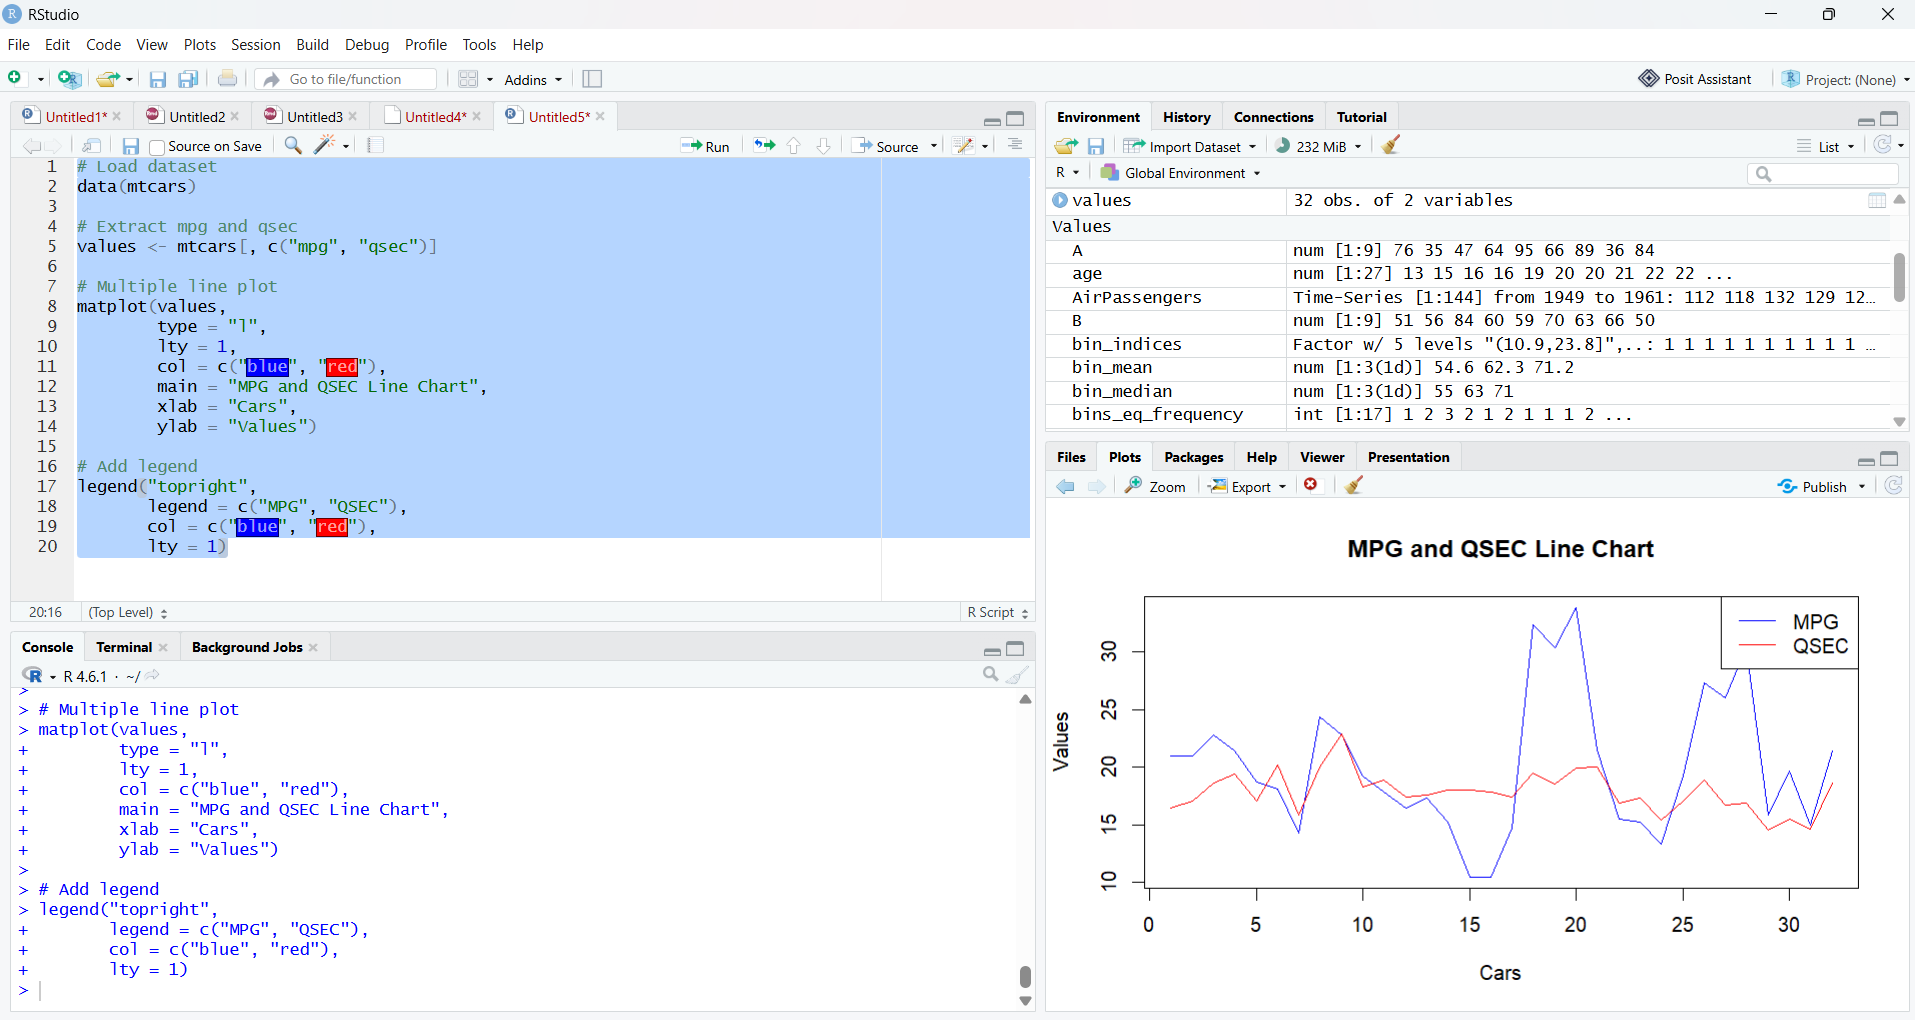 RStudio
File Edit Code View Plots Session Build Debug Profile Tools Help
Go to file/function Addins Posit Assistant Project: (None)
Untitled1* Untitled2 Untitled3 Untitled4* Untitled5*
Source on Save Run Source
1 # Load dataset
2 data(mtcars)
3
4 # Extract mpg and qsec
5 values <- mtcars[, c("mpg", "qsec")]
6
7 # Multiple line plot
8 matplot(values,
9 type = "l",
10 lty = 1,
11 col = c("blue", "red"),
12 main = "MPG and QSEC Line Chart",
13 xlab = "Cars",
14 ylab = "Values")
15
16 # Add legend
17 legend("topright",
18 legend = c("MPG", "QSEC"),
19 col = c("blue", "red"),
20 lty = 1)
20:16 (Top Level) R Script
Console Terminal Background Jobs
R 4.6.1 · ~/
>
> # Multiple line plot
> matplot(values,
+ type = "l",
+ lty = 1,
+ col = c("blue", "red"),
+ main = "MPG and QSEC Line Chart",
+ xlab = "Cars",
+ ylab = "Values")
>
> # Add legend
> legend("topright",
+ legend = c("MPG", "QSEC"),
+ col = c("blue", "red"),
+ lty = 1)
>
Environment History Connections Tutorial
Import Dataset 232 MiB List
R Global Environment
values 32 obs. of 2 variables
Values
A num [1:9] 76 35 47 64 95 66 89 36 84
age num [1:27] 13 15 16 16 19 20 20 21 22 22 ...
AirPassengers Time-Series [1:144] from 1949 to 1961: 112 118 132 129 12…
B num [1:9] 51 56 84 60 59 70 63 66 50
bin_indices Factor w/ 5 levels "(10.9,23.8]",..: 1 1 1 1 1 1 1 1 1 1 …
bin_mean num [1:3(1d)] 54.6 62.3 71.2
bin_median num [1:3(1d)] 55 63 71
bins_eq_frequency int [1:17] 1 2 3 2 1 2 1 1 1 2 ...
Files Plots Packages Help Viewer Presentation
Zoom Export Publish
MPG and QSEC Line Chart
MPG
QSEC
Values
30
25
20
15
10
0 5 10 15 20 25 30
Cars